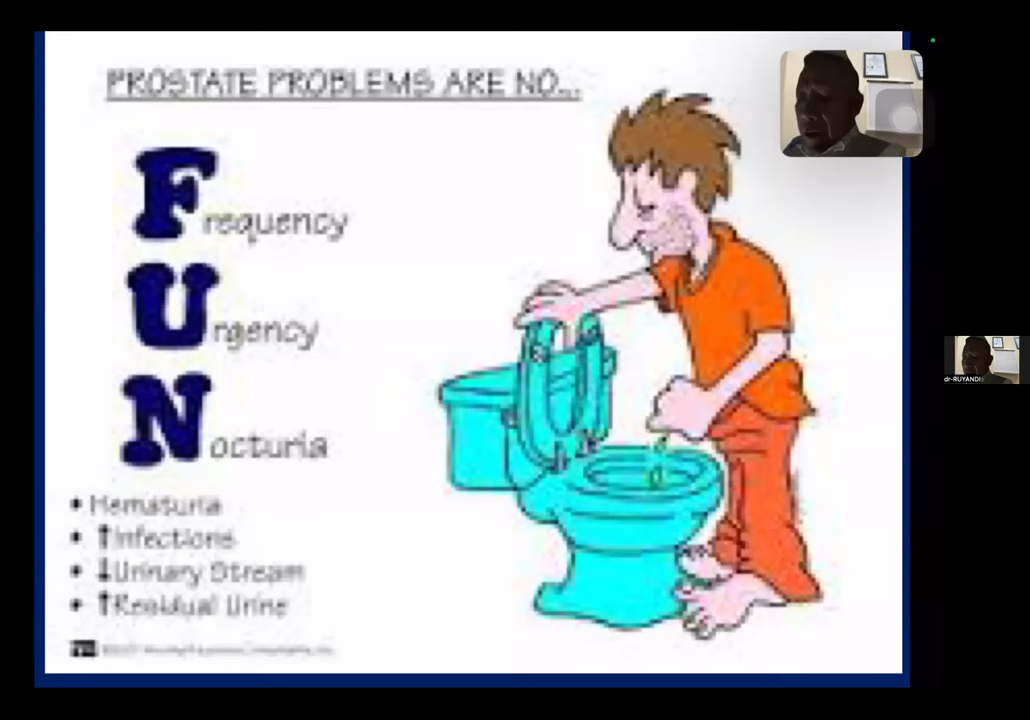 PROSTATE PROBLEMS ARE NO...
Frequency
Urgency
Nocturia
• Hematuria
• ↑Infections
• ↓Urinary Stream
• ↑Residual Urine
dr-RUYANDI